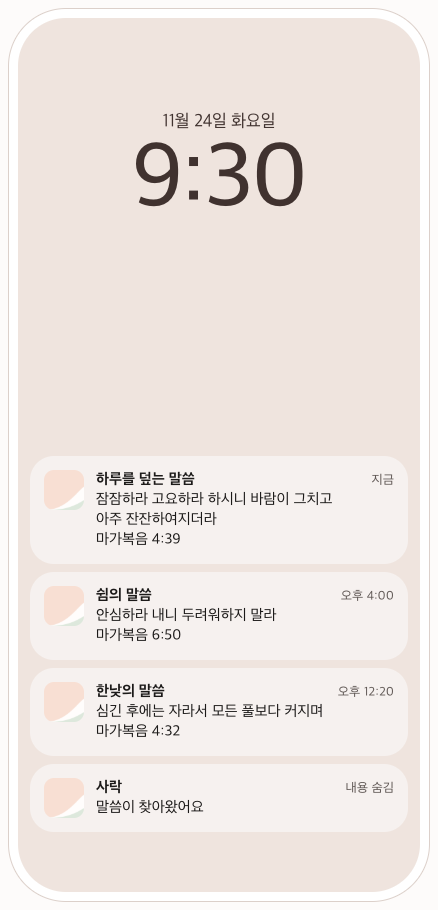 11월 24일 화요일
9:30
하루를 덮는 말씀
지금
잠잠하라 고요하라 하시니 바람이 그치고
아주 잔잔하여지더라
마가복음 4:39
쉼의 말씀
오후 4:00
안심하라 내니 두려워하지 말라
마가복음 6:50
한낮의 말씀
오후 12:20
심긴 후에는 자라서 모든 풀보다 커지며
마가복음 4:32
사락
내용 숨김
말씀이 찾아왔어요